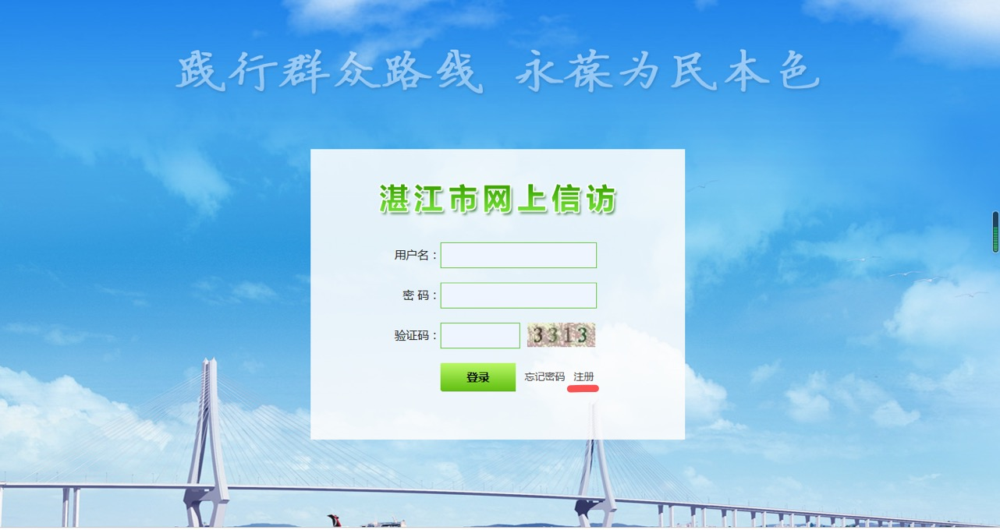 践行群众路线 永葆为民本色
湛江市网上信访
用户名：
密 码：
验证码： 3313
登录 忘记密码 注册